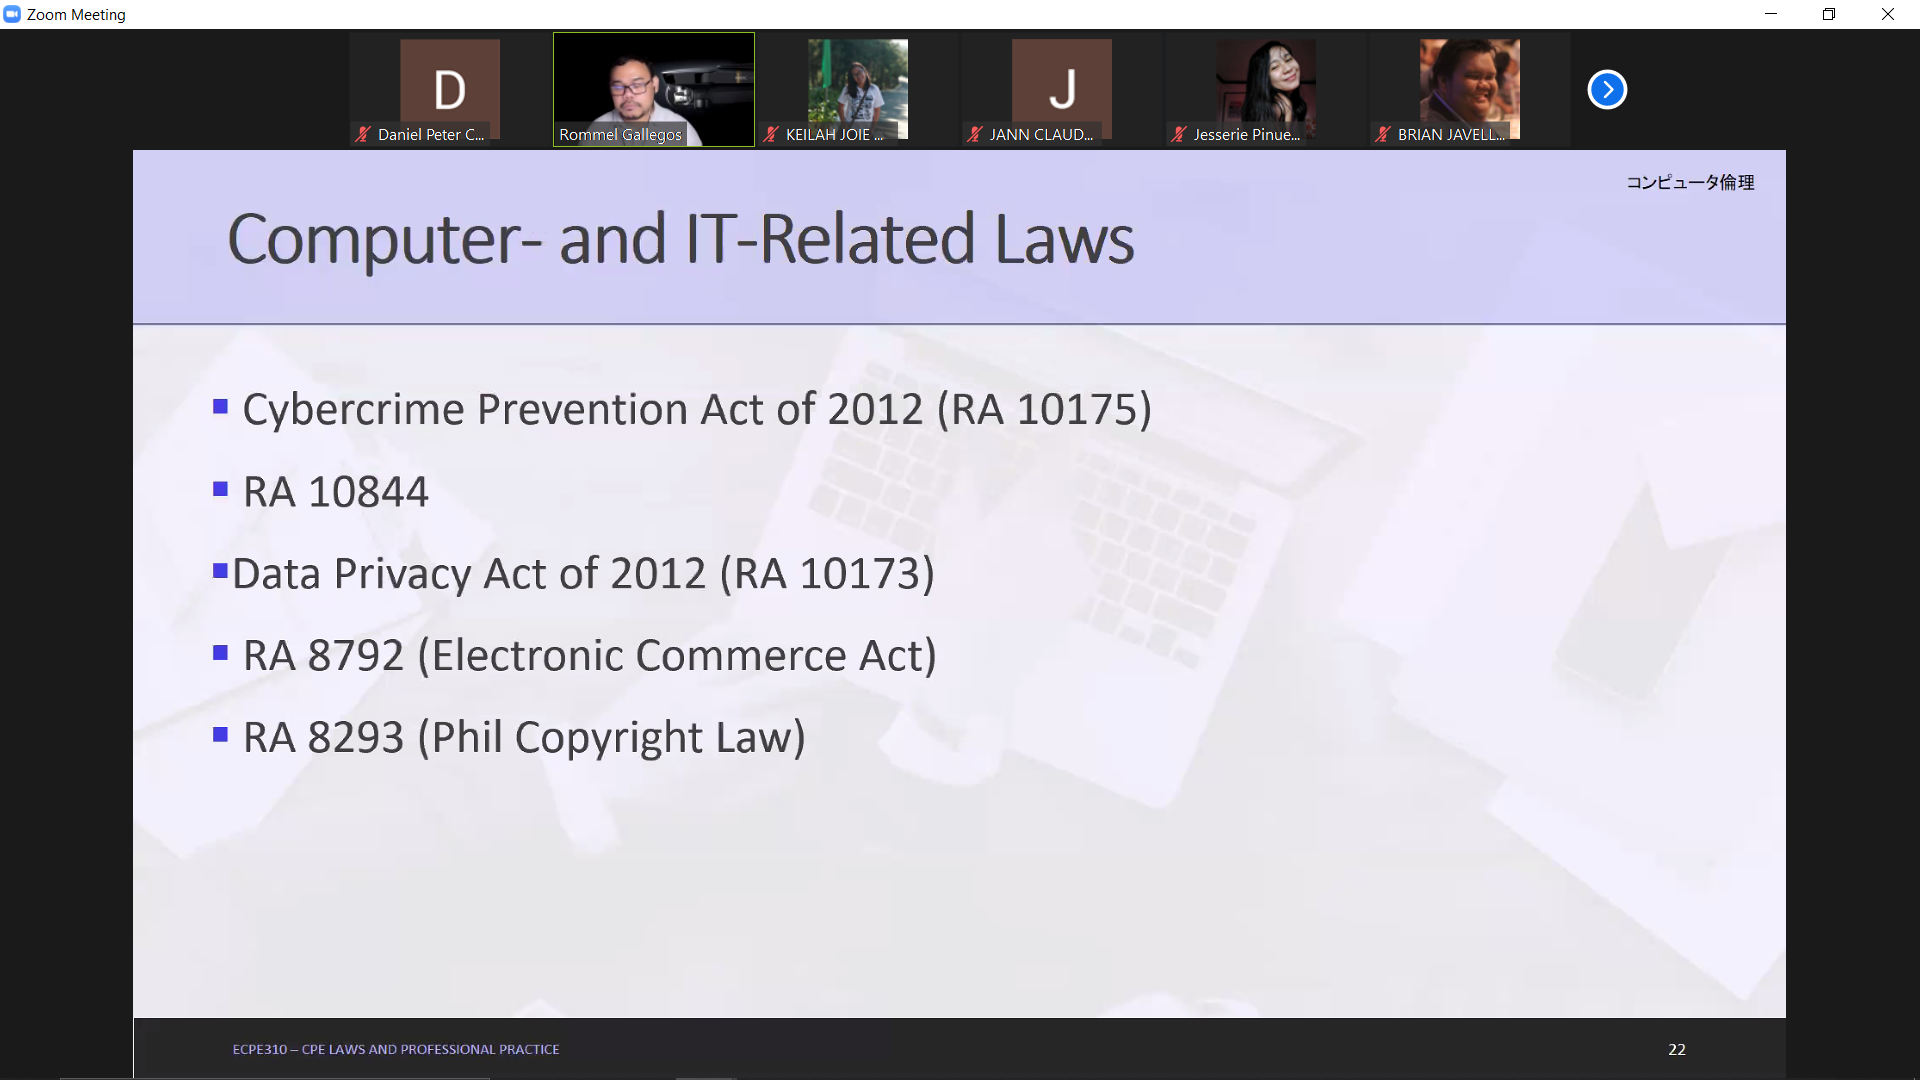 Zoom Meeting
D
J
Daniel Peter C...
Rommel Gallegos
KEILAH JOIE ...
JANN CLAUD...
Jesserie Pinue...
BRIAN JAVELL...
コンピュータ倫理
Computer- and IT-Related Laws
Cybercrime Prevention Act of 2012 (RA 10175)
RA 10844
Data Privacy Act of 2012 (RA 10173)
RA 8792 (Electronic Commerce Act)
RA 8293 (Phil Copyright Law)
ECPE310 – CPE LAWS AND PROFESSIONAL PRACTICE
22